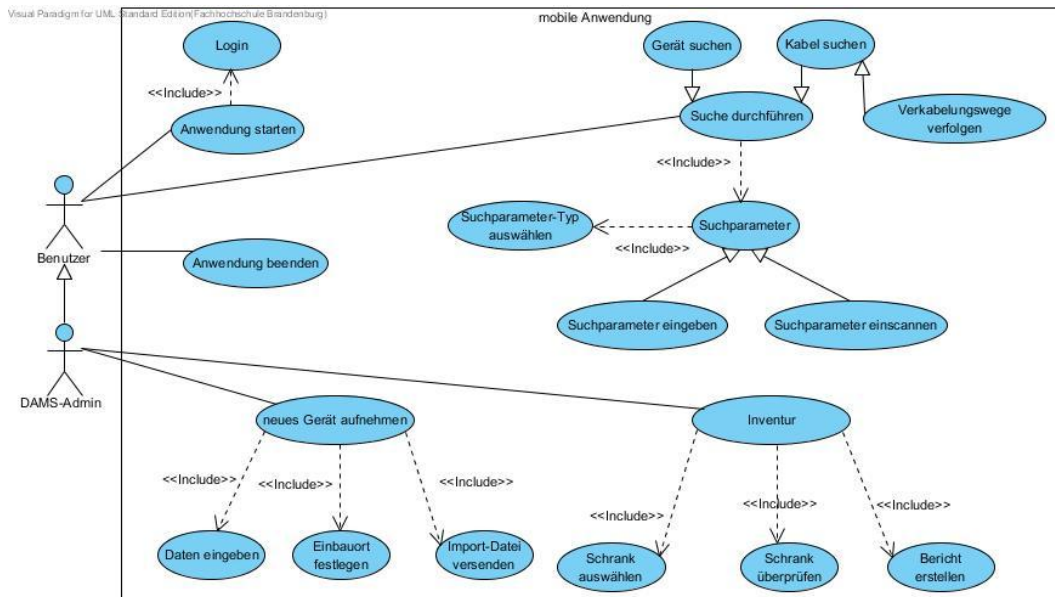 Visual Paradigm for UML Standard Edition(Fachhochschule Brandenburg)
mobile Anwendung
Login
Gerät suchen
Kabel suchen
<<Include>>
Anwendung starten
Suche durchführen
Verkabelungswege
verfolgen
<<Include>>
Suchparameter-Typ
auswählen
Suchparameter
<<Include>>
Benutzer
Anwendung beenden
Suchparameter eingeben
Suchparameter einscannen
DAMS-Admin
neues Gerät aufnehmen
Inventur
<<Include>>
<<Include>>
<<Include>>
<<Include>>
<<Include>>
<<Include>>
Daten eingeben
Einbauort
festlegen
Import-Datei
versenden
Schrank
auswählen
Schrank
überprüfen
Bericht
erstellen